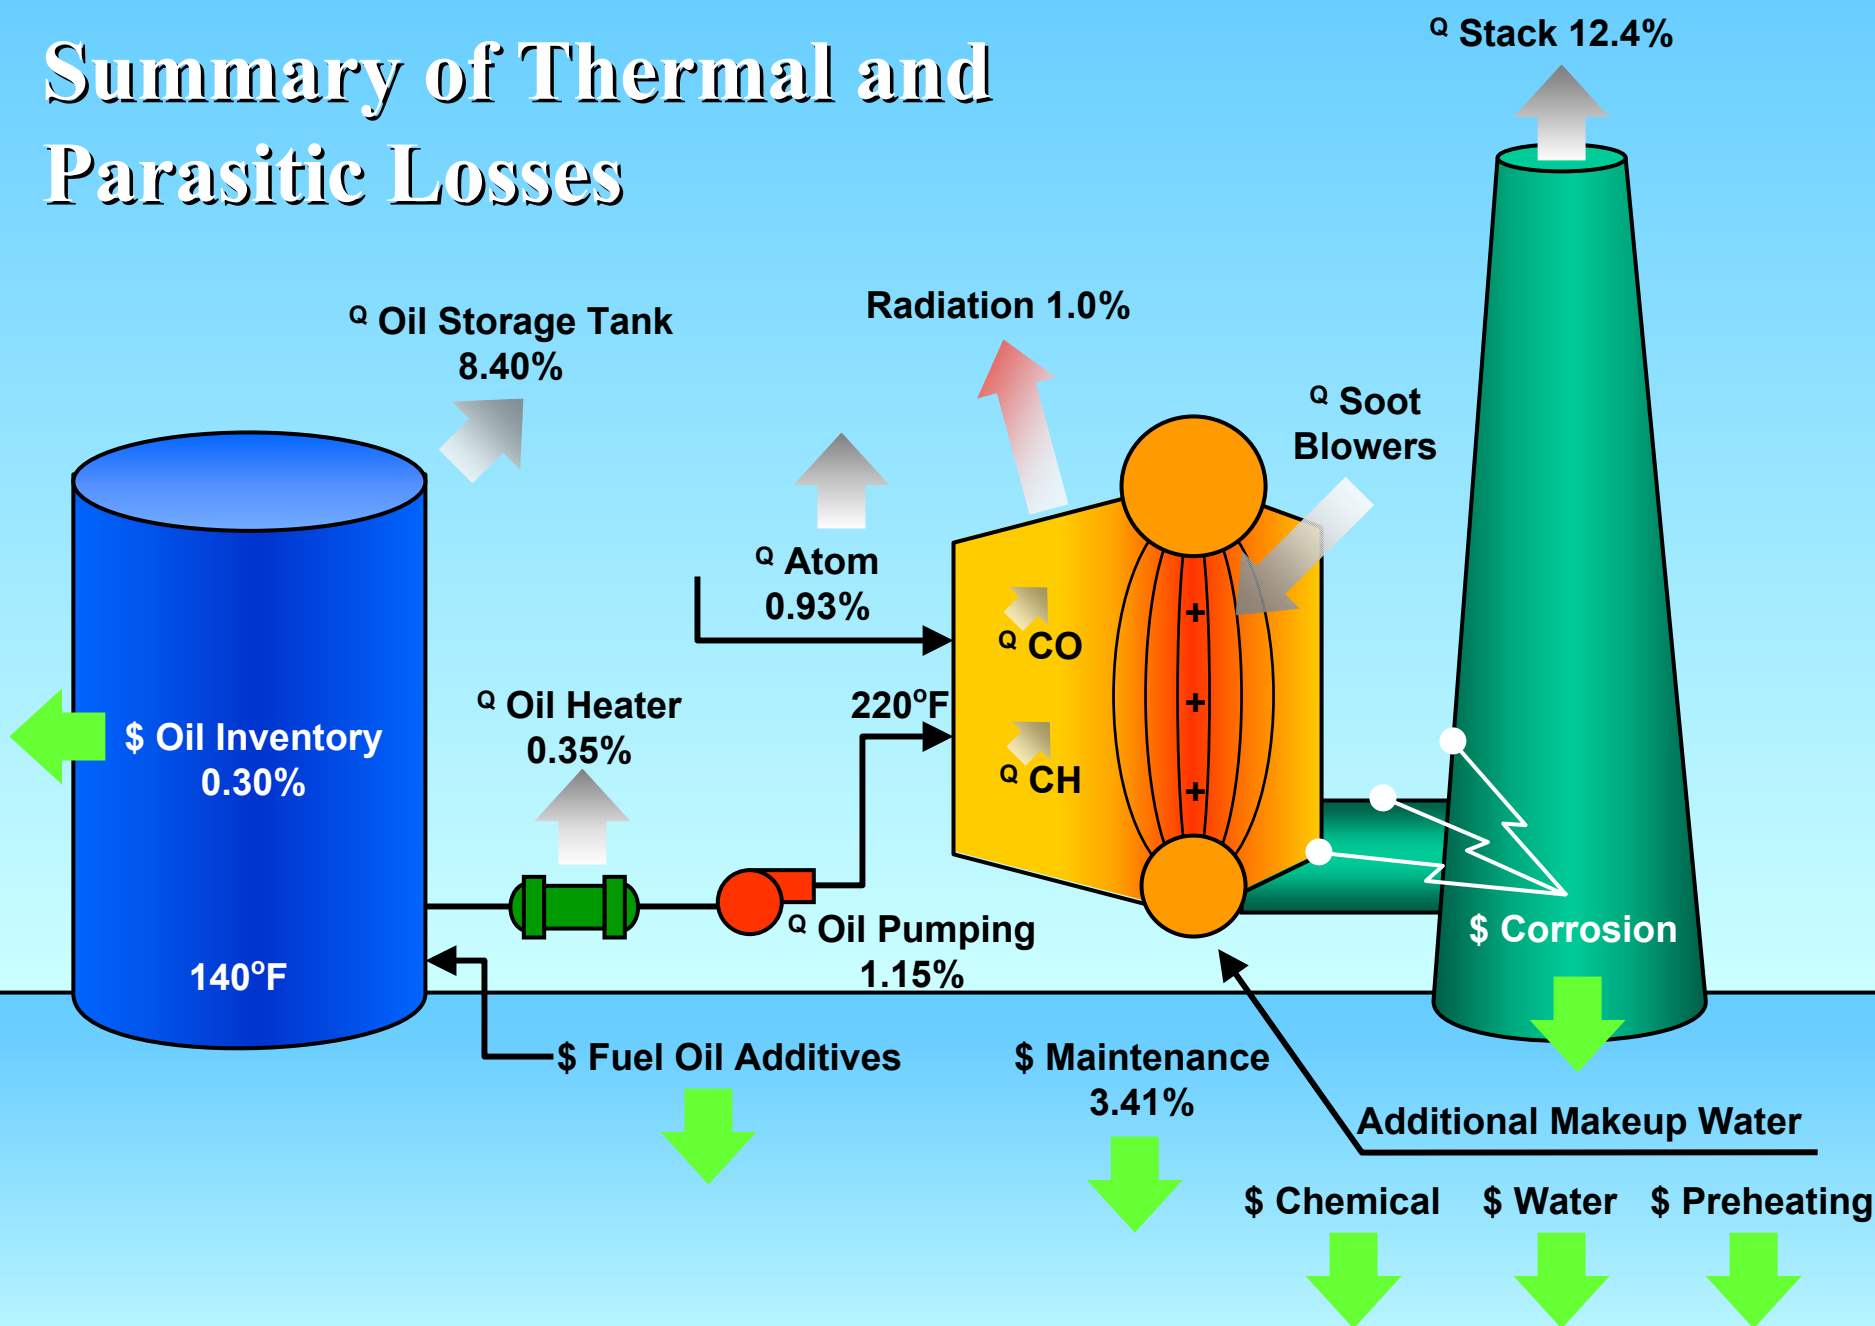 Summary of Thermal and
Parasitic Losses
Q Stack 12.4%
Q Oil Storage Tank
8.40%
Radiation 1.0%
Q Soot
Blowers
Q Atom
0.93%
Q CO
Q Oil Heater
0.35%
220°F
$ Oil Inventory
0.30%
Q CH
+
+
+
Q Oil Pumping
1.15%
$ Corrosion
140°F
$ Fuel Oil Additives
$ Maintenance
3.41%
Additional Makeup Water
$ Chemical
$ Water
$ Preheating